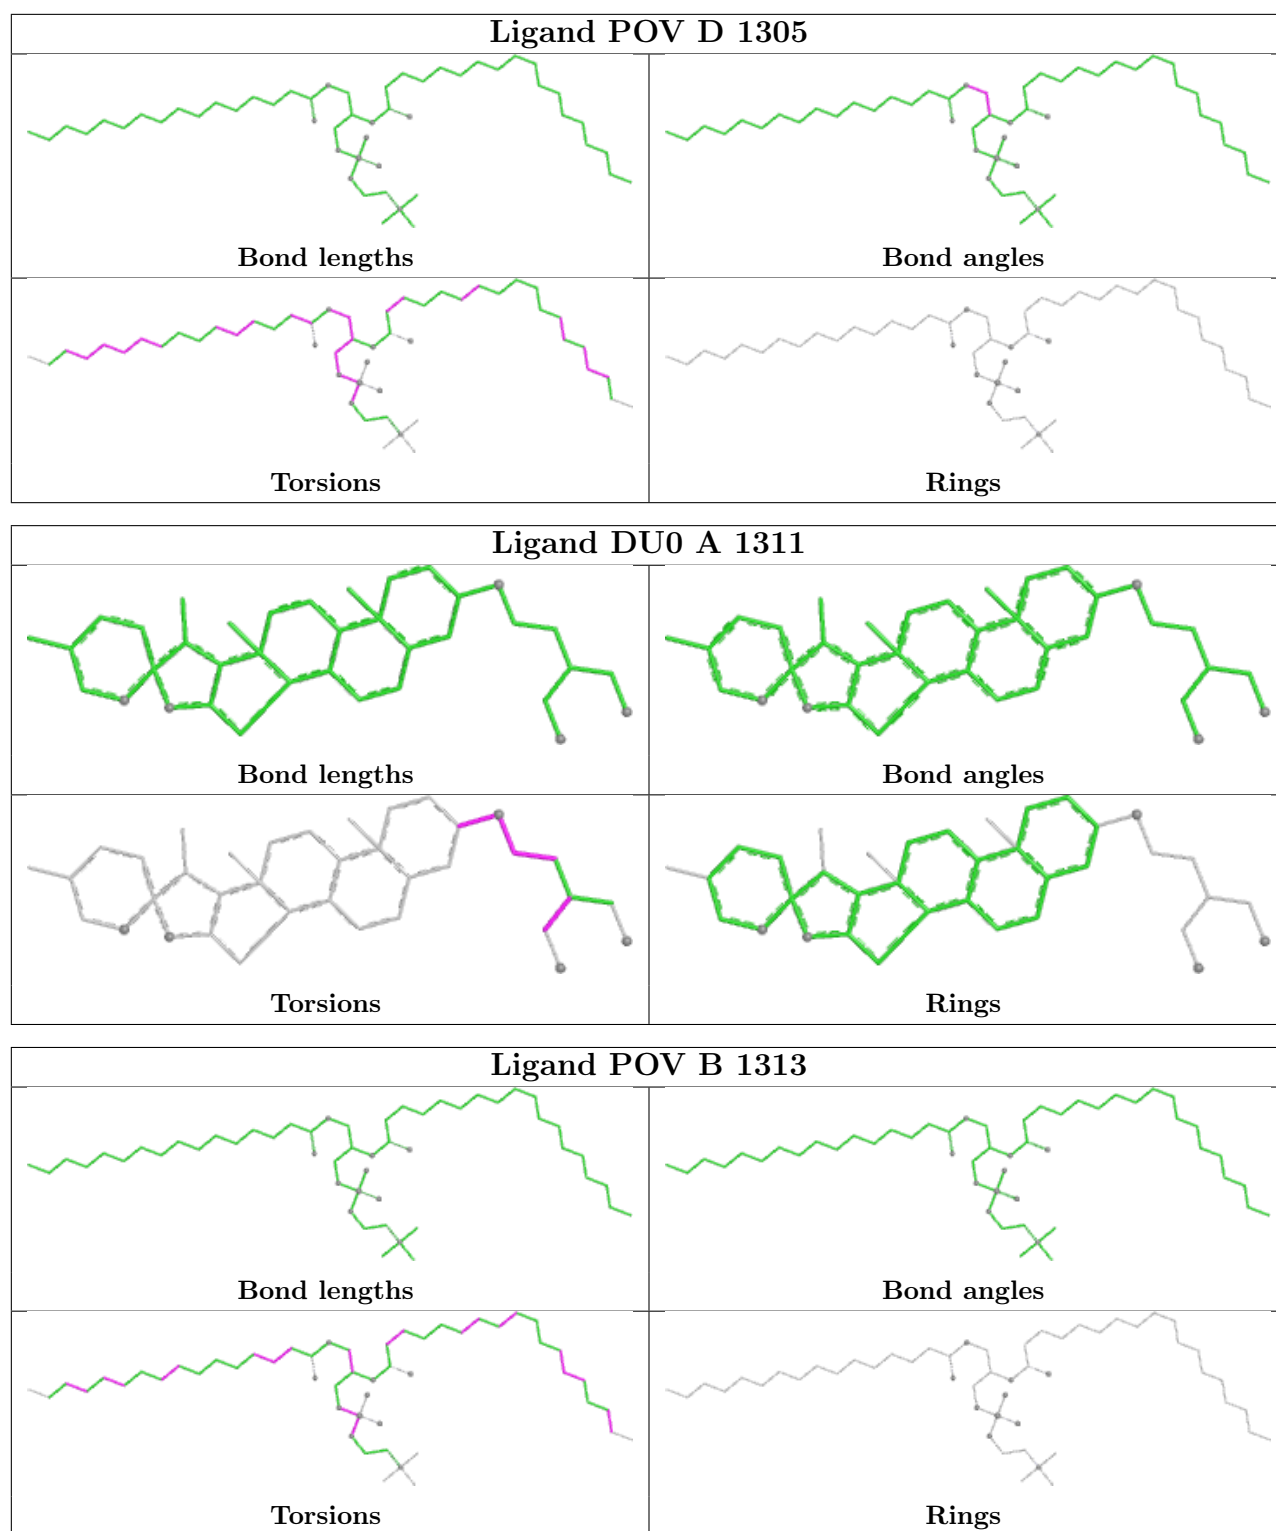 Ligand POV D 1305
Bond lengths
Bond angles
Torsions
Rings
Ligand DU0 A 1311
Bond lengths
Bond angles
Torsions
Rings
Ligand POV B 1313
Bond lengths
Bond angles
Torsions
Rings